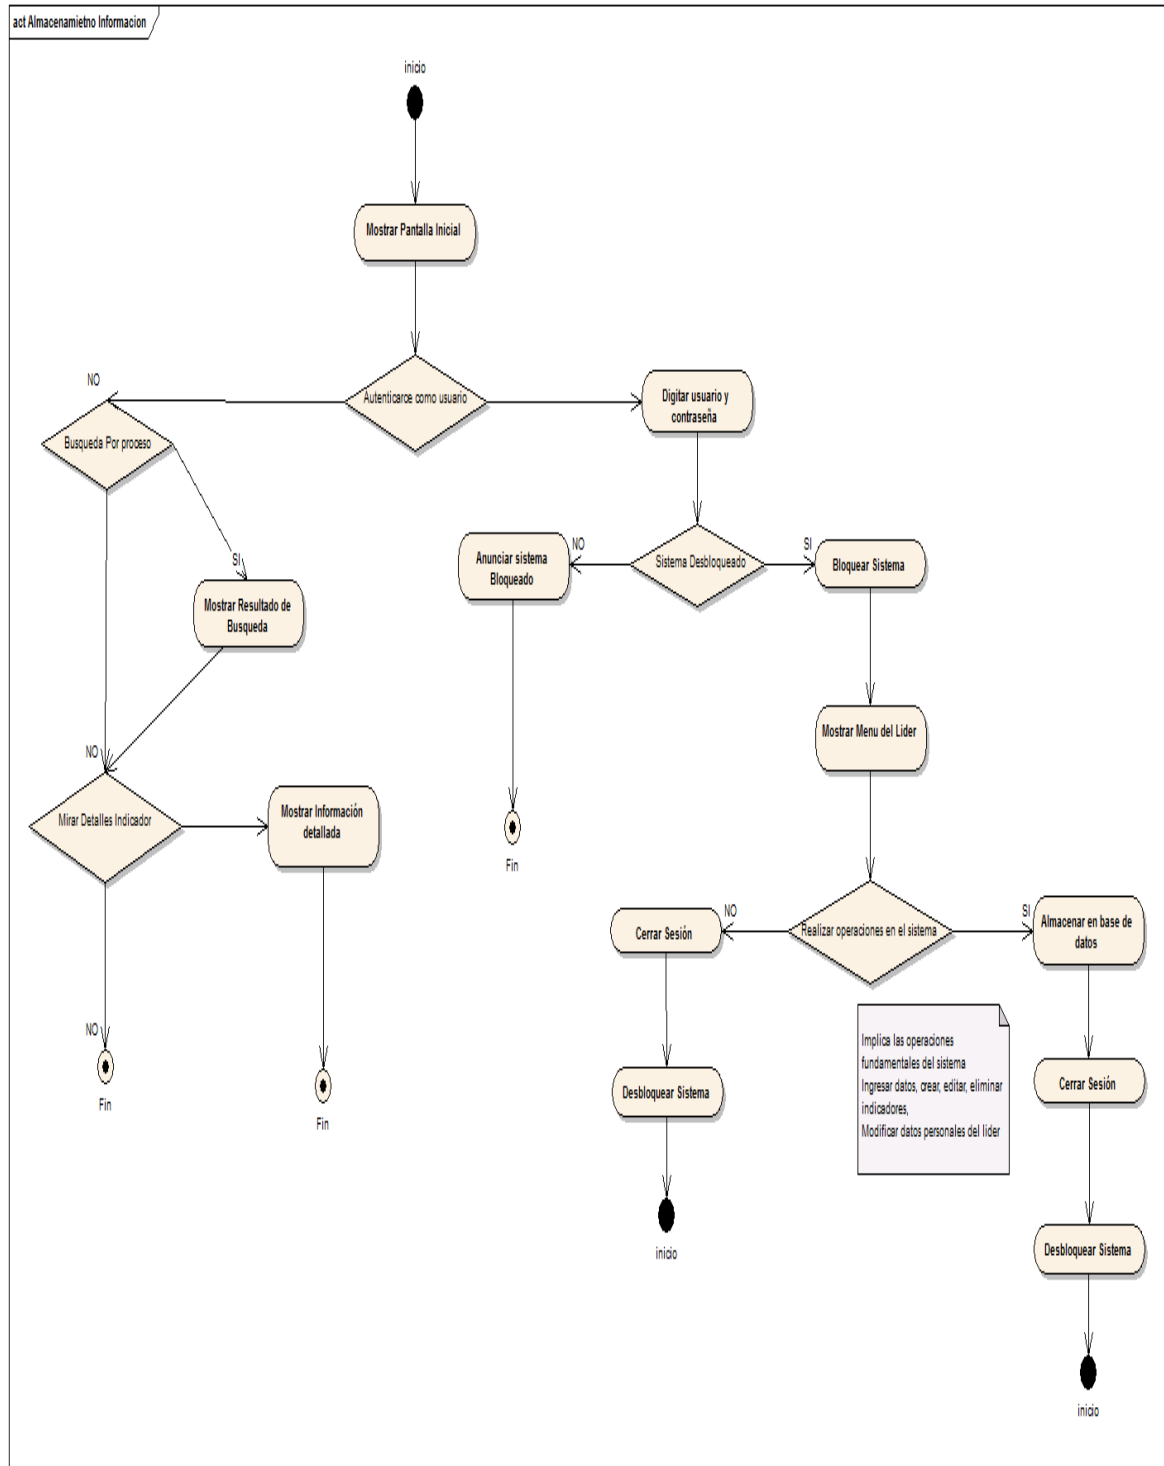 act Almacenamietno Informacion
inicio
Mostrar Pantalla Inicial
NO
Autenticarce como usuario
Digitar usuario y
contraseña
Busqueda Por proceso
SI
Mostrar Resultado de
Busqueda
NO
Anunciar sistema
Bloqueado
NO
Sistema Desbloqueado
SI
Bloquear Sistema
Mostrar Menu del Lider
Mirar Detalles Indicador
Mostrar Información
detallada
Fin
NO
Fin
Fin
Cerrar Sesión
NO
Realizar operaciones en el sistema
SI
Almacenar en base de
datos
Implica las operaciones
fundamentales del sistema
Ingresar datos, crear, editar, eliminar
indicadores,
Modificar datos personales del lider
Desbloquear Sistema
inicio
Cerrar Sesión
Desbloquear Sistema
inicio